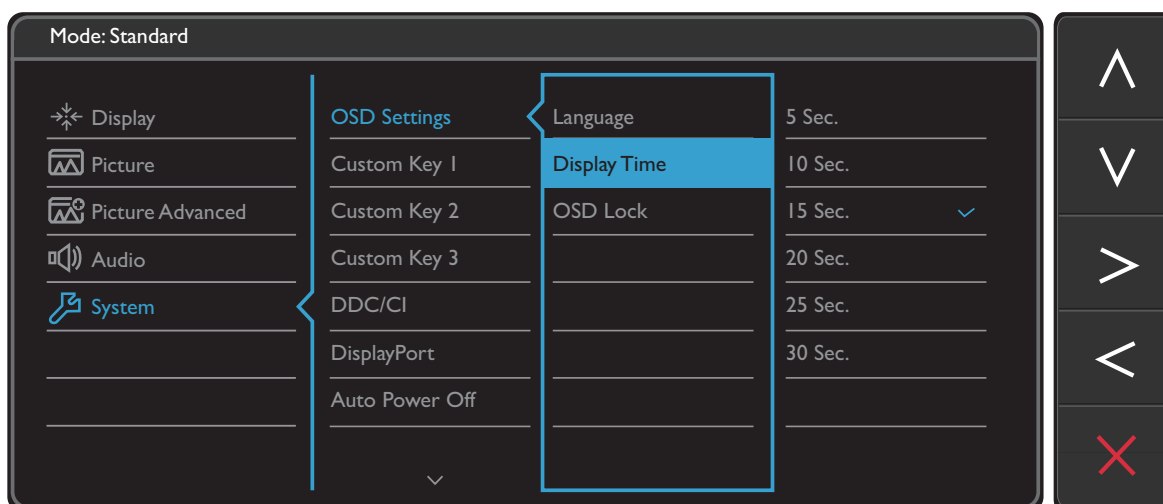 Mode: Standard
Display
Picture
Picture Advanced
Audio
System
OSD Settings
Custom Key 1
Custom Key 2
Custom Key 3
DDC/CI
DisplayPort
Auto Power Off
Language
Display Time
OSD Lock
5 Sec.
10 Sec.
15 Sec.
20 Sec.
25 Sec.
30 Sec.